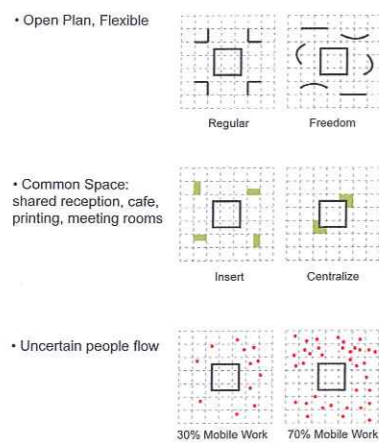 • Open Plan, Flexible
Regular
Freedom
• Common Space:
shared reception, cafe,
printing, meeting rooms
Insert
Centralize
• Uncertain people flow
30% Mobile Work
70% Mobile Work